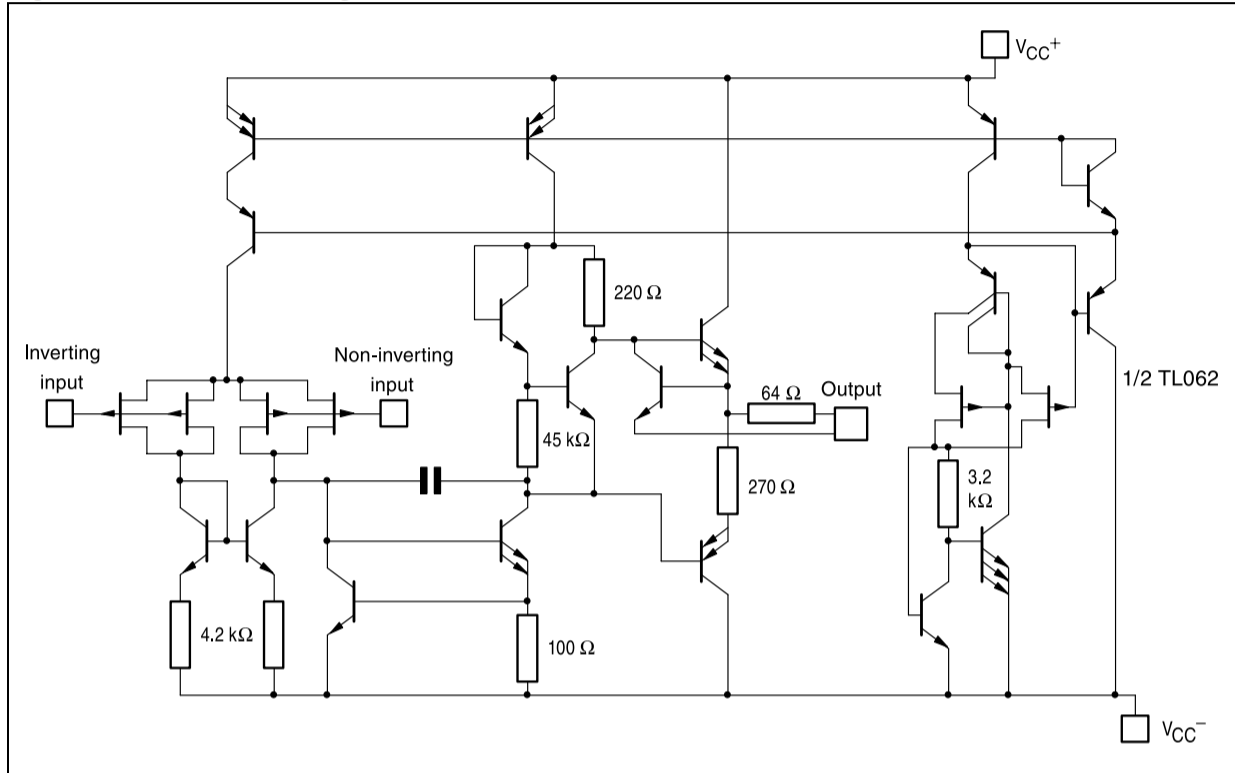 VCC+
220 Ω
Inverting
input
Non-inverting
input
1/2 TL062
64 Ω
Output
45 kΩ
270 Ω
3.2
kΩ
4.2 kΩ
100 Ω
VCC−